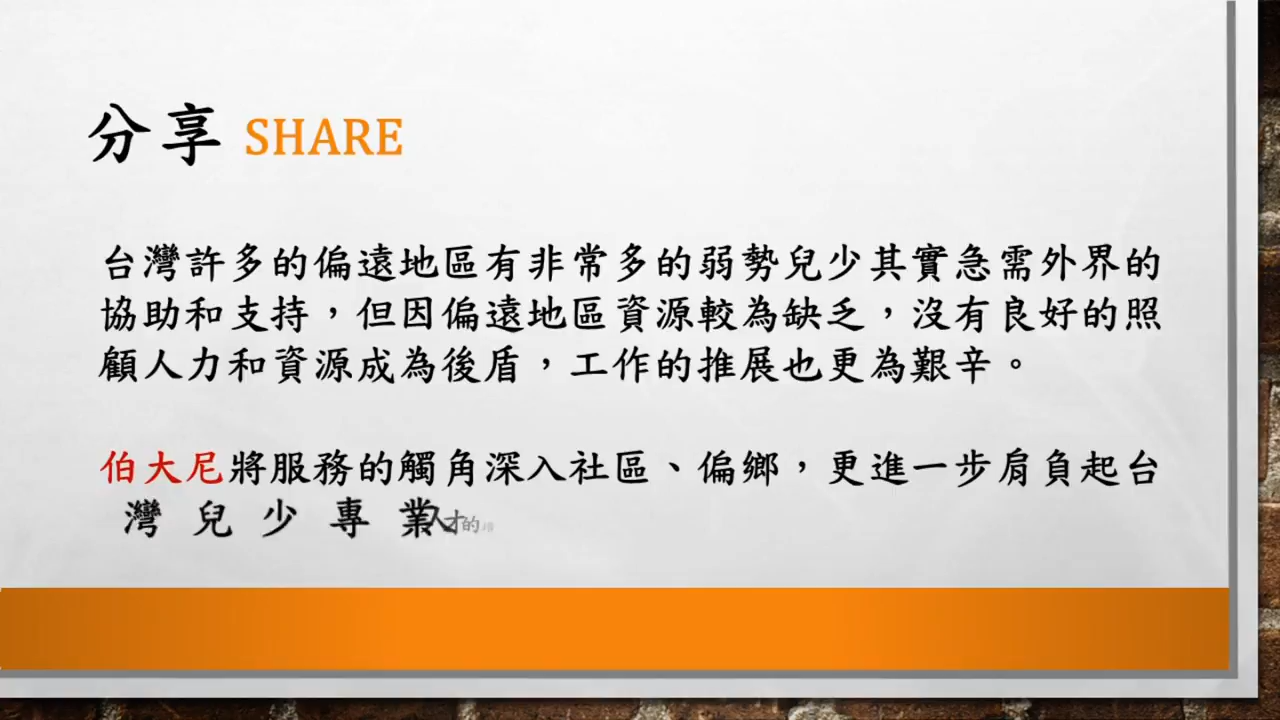 分享 SHARE
台灣許多的偏遠地區有非常多的弱勢兒少其實急需外界的
協助和支持，但因偏遠地區資源較為缺乏，沒有良好的照
顧人力和資源成為後盾，工作的推展也更為艱辛。
伯大尼將服務的觸角深入社區、偏鄉，更進一步肩負起台
灣兒少專業人才的